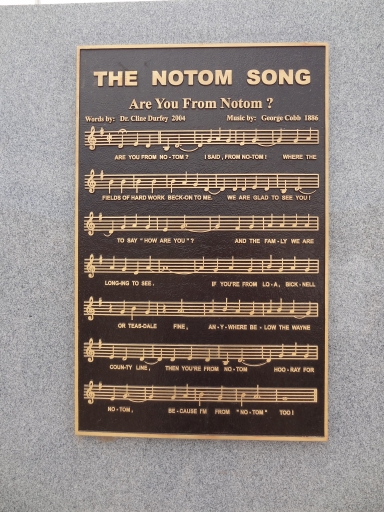 THE NOTOM SONG
Are You From Notom ?
Words by: Dr. Cline Durfey 2004 Music by: George Cobb 1886
ARE YOU FROM NO - TOM ? I SAID , FROM NO-TOM ! WHERE THE
FIELDS OF HARD WORK BECK-ON TO ME. WE ARE GLAD TO SEE YOU !
TO SAY " HOW ARE YOU " ? AND THE FAM - LY WE ARE
LONG-ING TO SEE , IF YOU'RE FROM LO - A , BICK - NELL
OR TEAS-DALE FINE , AN - Y - WHERE BE - LOW THE WAYNE
COUN-TY LINE , THEN YOU'RE FROM NO - TOM HOO - RAY FOR
NO - TOM , BE - CAUSE I'M FROM " NO-TOM " TOO !